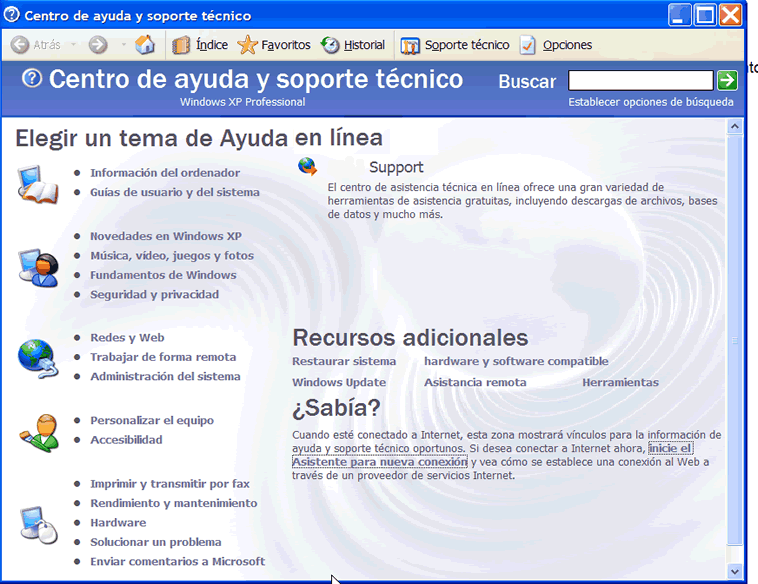 Centro de ayuda y soporte técnico
Atrás Índice Favoritos Historial Soporte técnico Opciones
Centro de ayuda y soporte técnico
Windows XP Professional
Buscar
Establecer opciones de búsqueda
Elegir un tema de Ayuda en línea
Información del ordenador
Guías de usuario y del sistema
Novedades en Windows XP
Música, vídeo, juegos y fotos
Fundamentos de Windows
Seguridad y privacidad
Redes y Web
Trabajar de forma remota
Administración del sistema
Personalizar el equipo
Accesibilidad
Imprimir y transmitir por fax
Rendimiento y mantenimiento
Hardware
Solucionar un problema
Enviar comentarios a Microsoft
Support
El centro de asistencia técnica en línea ofrece una gran variedad de
herramientas de asistencia gratuitas, incluyendo descargas de archivos, bases
de datos y mucho más.
Recursos adicionales
Restaurar sistema hardware y software compatible
Windows Update Asistancia remota Herramientas
¿Sabía?
Cuando esté conectado a Internet, esta zona mostrará vínculos para la información de
ayuda y soporte técnico oportunos. Si desea conectar a Internet ahora, inicie el
Asistente para nueva conexión y vea cómo se establece una conexión al Web a
través de un proveedor de servicios Internet.